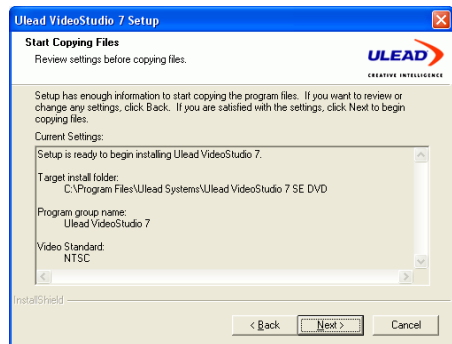 Ulead VideoStudio 7 Setup
Start Copying Files
Review settings before copying files.
ULEAD
CREATIVE INTELLIGENCE
Setup has enough information to start copying the program files. If you want to review or
change any settings, click Back. If you are satisfied with the settings, click Next to begin
copying files.
Current Settings:
Setup is ready to begin installing Ulead VideoStudio 7.
Target install folder:
C:\Program Files\Ulead Systems\Ulead VideoStudio 7 SE DVD
Program group name:
Ulead VideoStudio 7
Video Standard:
NTSC
InstallShield
< Back
Next >
Cancel